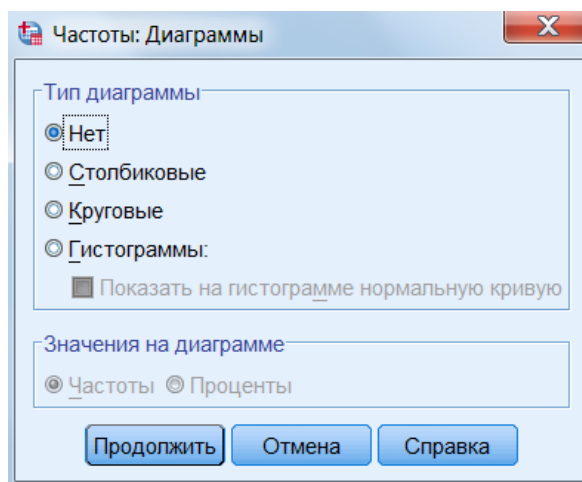 Частоты: Диаграммы
Тип диаграммы
Нет
Столбиковые
Круговые
Гистограммы:
Показать на гистограмме нормальную кривую
Значения на диаграмме
Частоты Проценты
Продолжить Отмена Справка